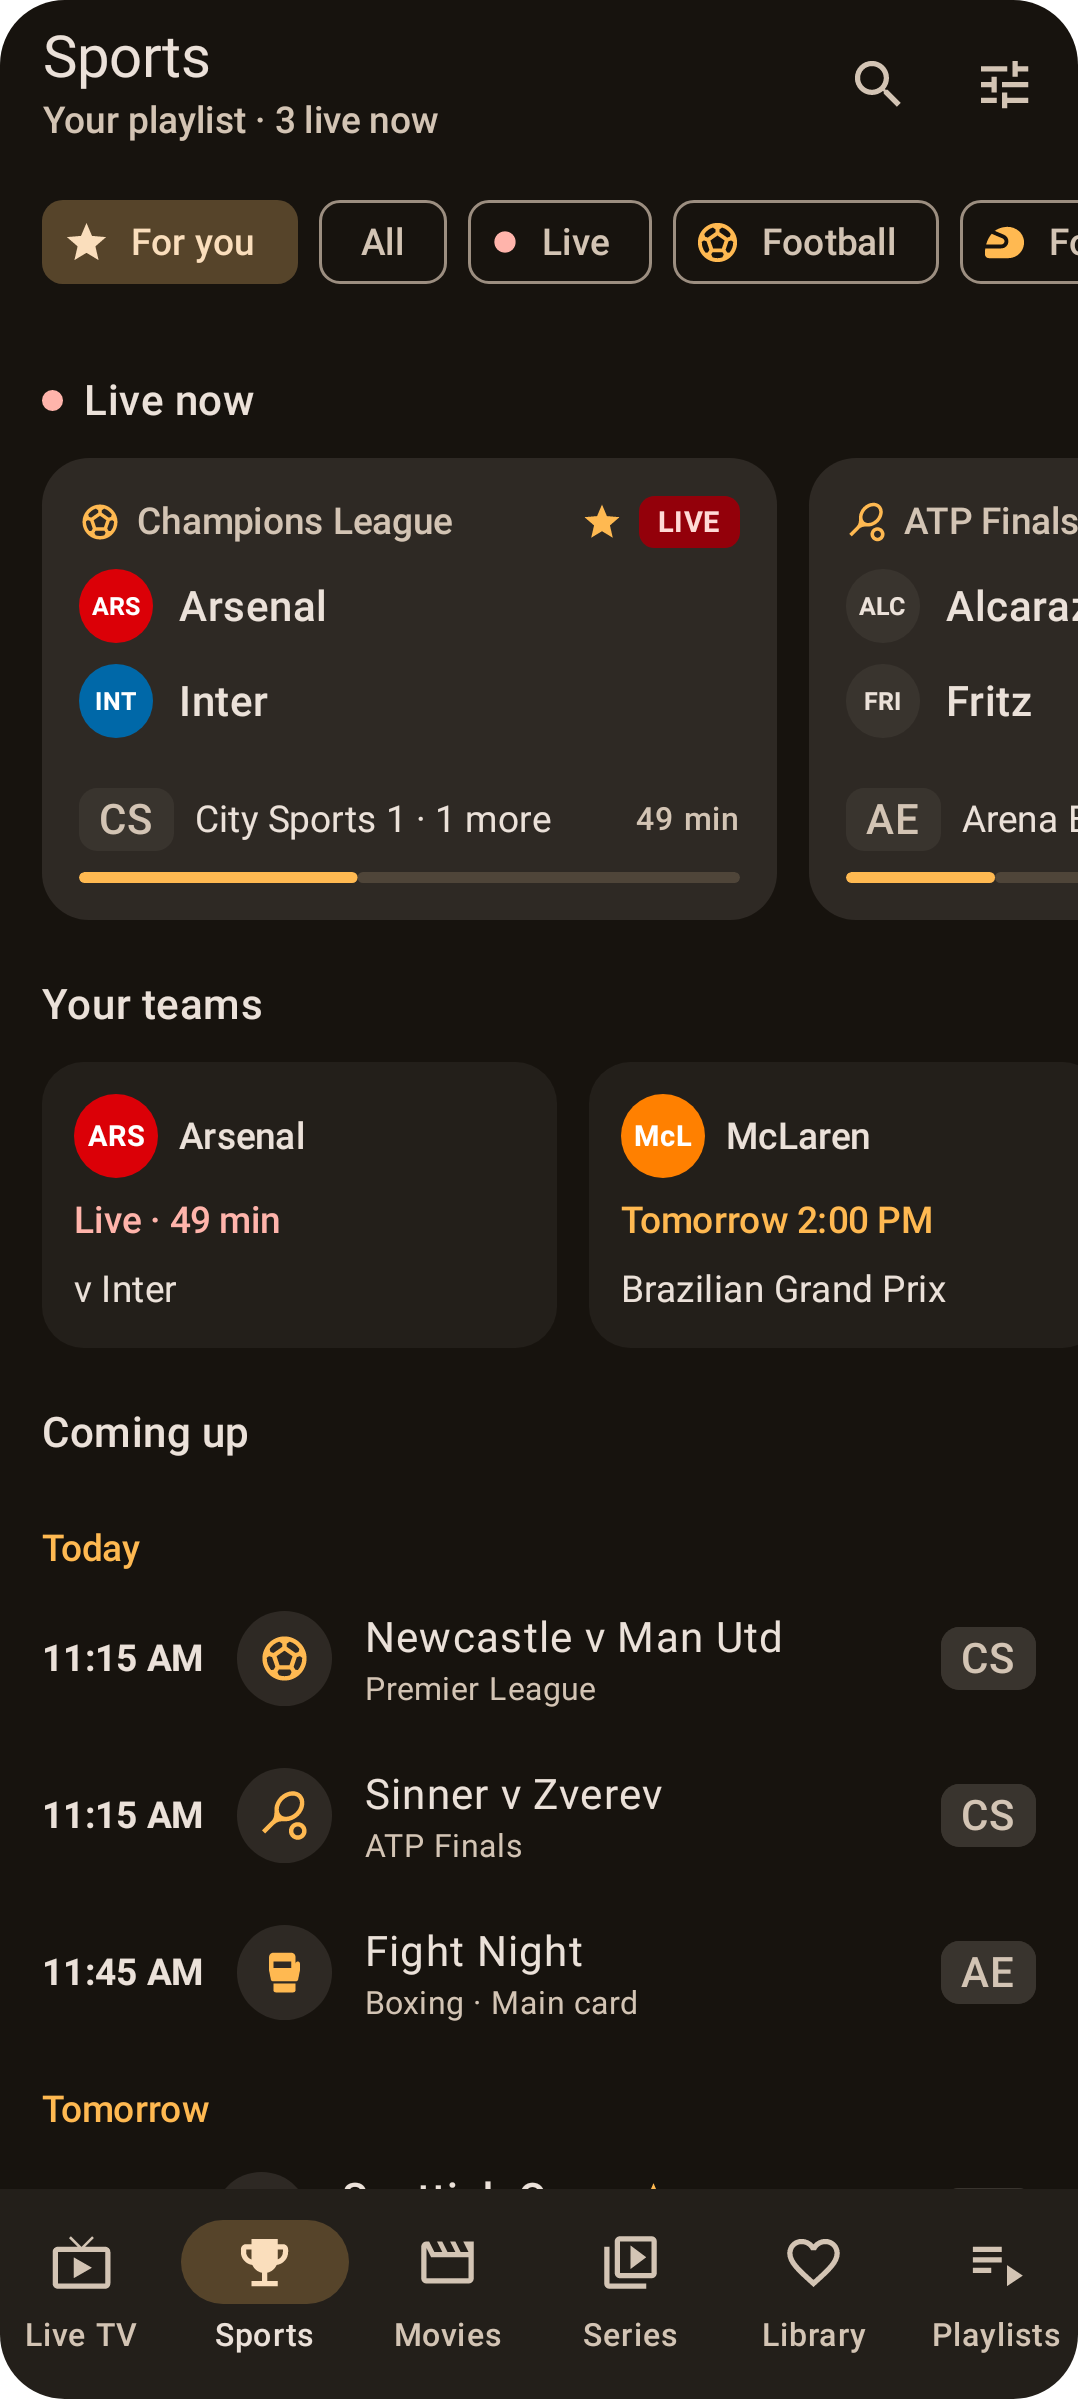 Sports
Your playlist · 3 live now
For you
All
Live
Football
Fo
Live now
Champions League
LIVE
ARS
Arsenal
INT
Inter
CS
City Sports 1 · 1 more
49 min
ATP Finals
ALC
Alcaraz
FRI
Fritz
AE
Arena
Your teams
ARS
Arsenal
Live · 49 min
v Inter
McL
McLaren
Tomorrow 2:00 PM
Brazilian Grand Prix
Coming up
Today
11:15 AM
Newcastle v Man Utd
Premier League
CS
11:15 AM
Sinner v Zverev
ATP Finals
CS
11:45 AM
Fight Night
Boxing · Main card
AE
Tomorrow
Live TV
Sports
Movies
Series
Library
Playlists